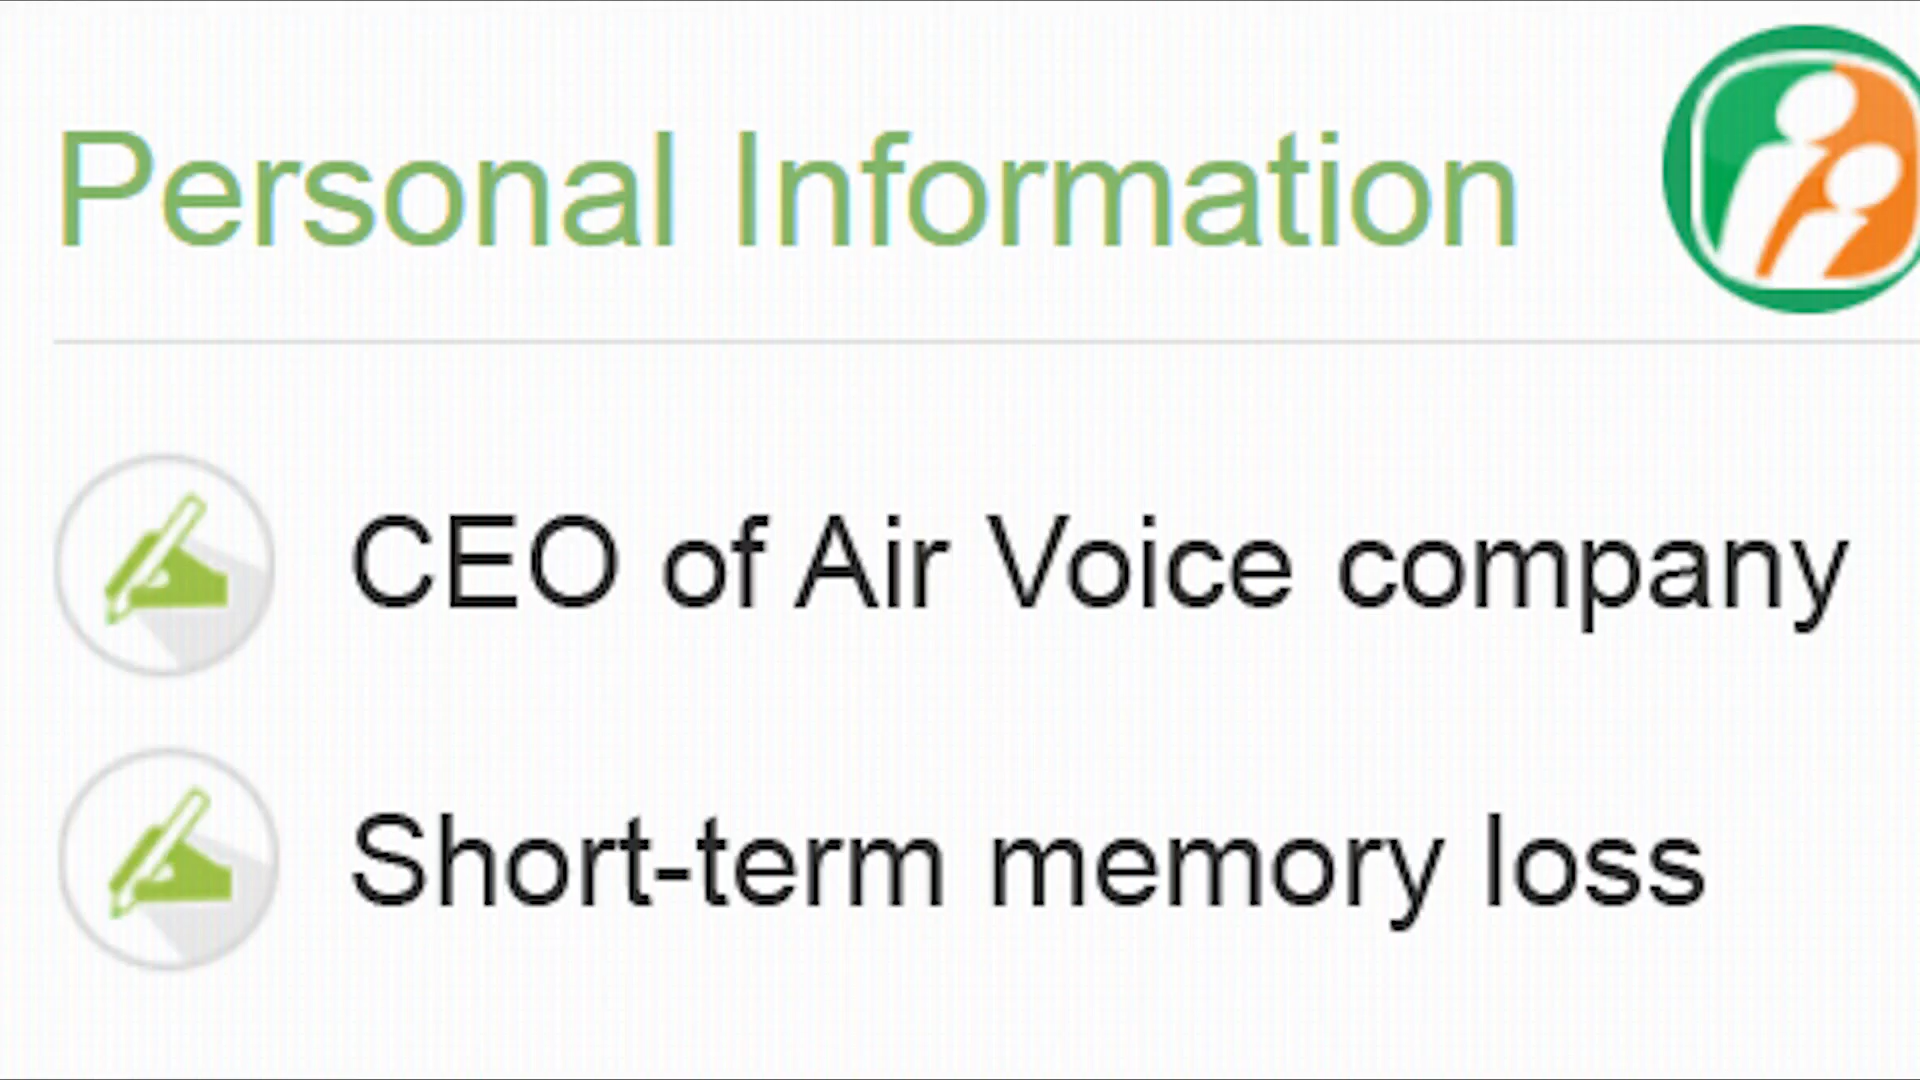 Personal Information
CEO of Air Voice company
Short-term memory loss